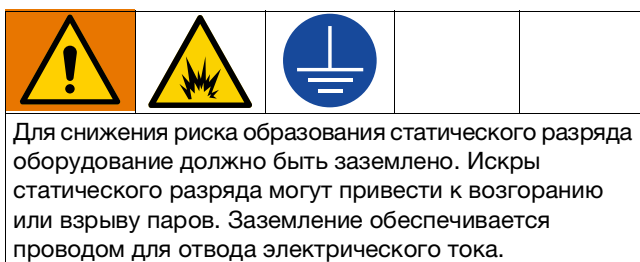 Для снижения риска образования статического разряда
оборудование должно быть заземлено. Искры
статического разряда могут привести к возгоранию
или взрыву паров. Заземление обеспечивается
проводом для отвода электрического тока.